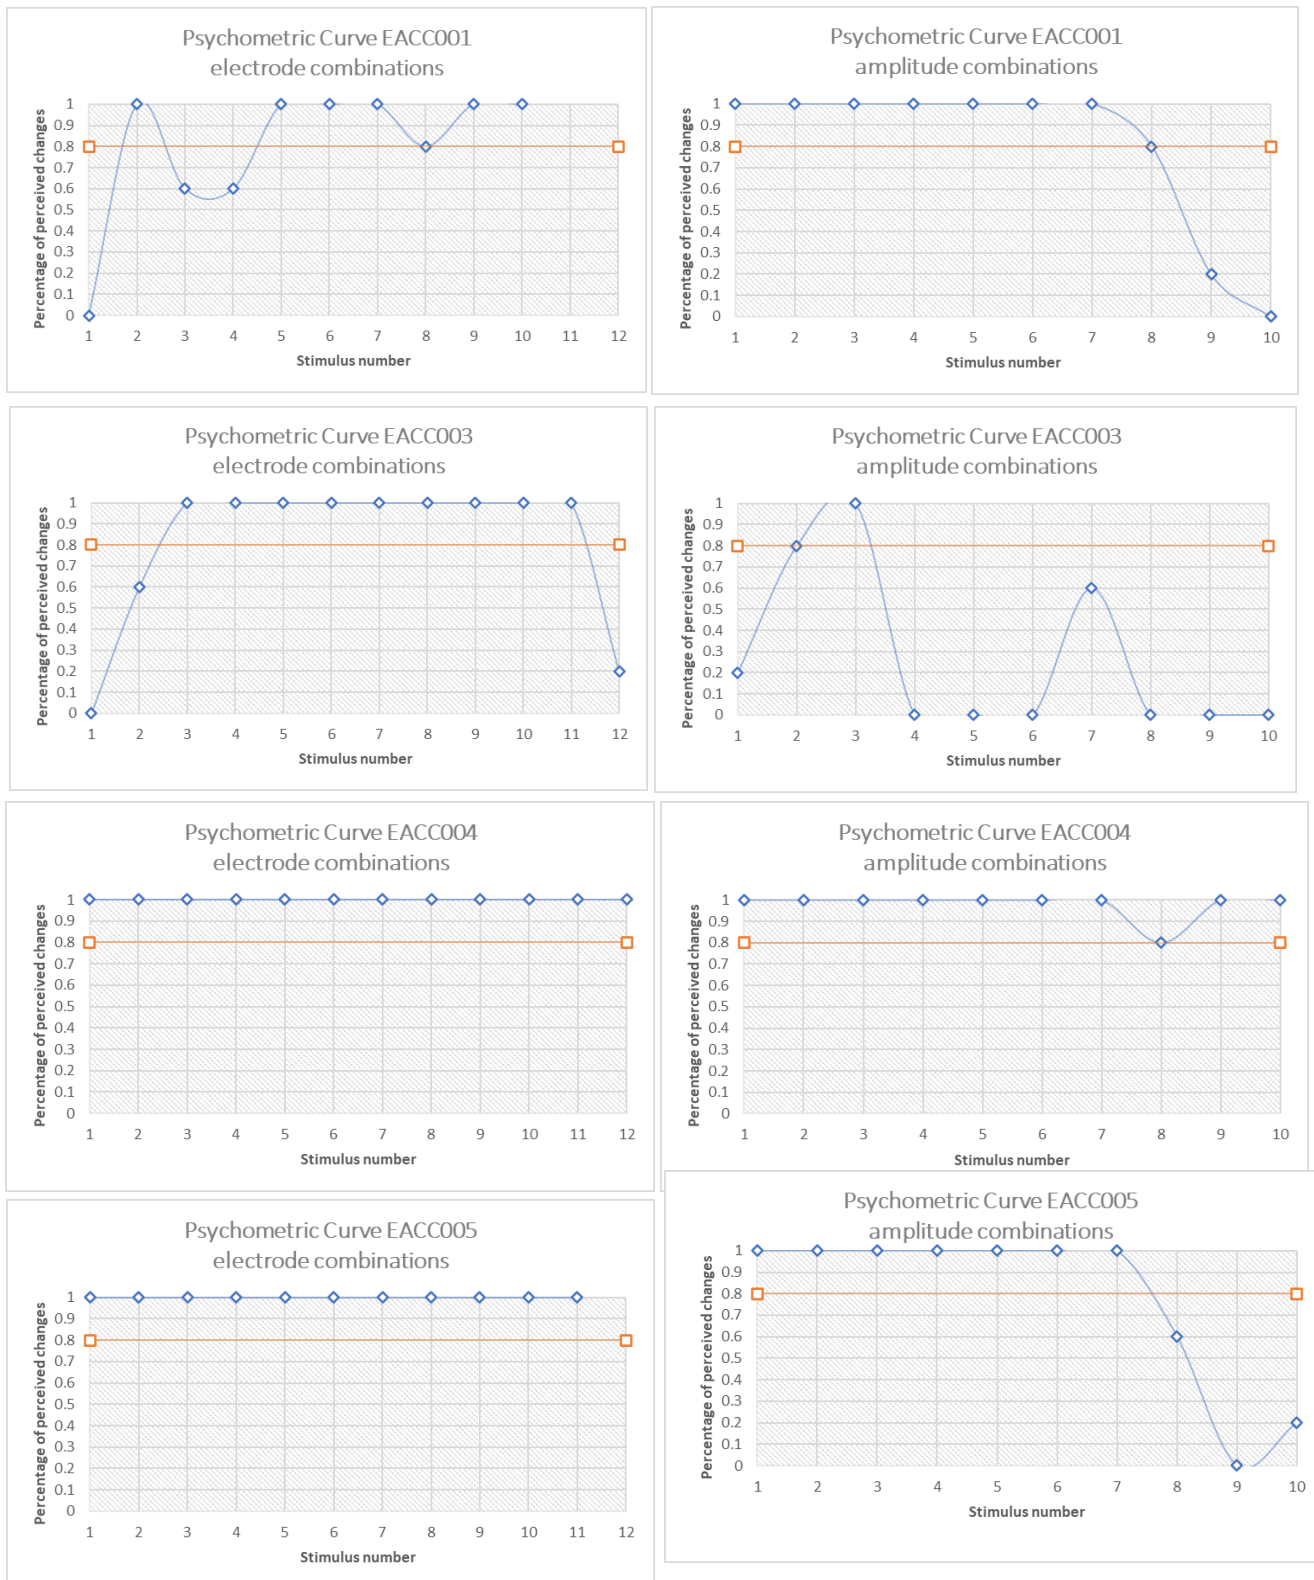 Psychometric Curve EACC001
electrode combinations
Percentage of perceived changes
1
0.9
0.8
0.7
0.6
0.5
0.4
0.3
0.2
0.1
0
1 2 3 4 5 6 7 8 9 10 11 12
Stimulus number
Psychometric Curve EACC001
amplitude combinations
Percentage of perceived changes
1
0.9
0.8
0.7
0.6
0.5
0.4
0.3
0.2
0.1
0
1 2 3 4 5 6 7 8 9 10
Stimulus number
Psychometric Curve EACC003
electrode combinations
Percentage of perceived changes
1
0.9
0.8
0.7
0.6
0.5
0.4
0.3
0.2
0.1
0
1 2 3 4 5 6 7 8 9 10 11 12
Stimulus number
Psychometric Curve EACC003
amplitude combinations
Percentage of perceived changes
1
0.9
0.8
0.7
0.6
0.5
0.4
0.3
0.2
0.1
0
1 2 3 4 5 6 7 8 9 10
Stimulus number
Psychometric Curve EACC004
electrode combinations
Percentage of perceived changes
1
0.9
0.8
0.7
0.6
0.5
0.4
0.3
0.2
0.1
0
1 2 3 4 5 6 7 8 9 10 11 12
Stimulus number
Psychometric Curve EACC004
amplitude combinations
Percentage of perceived changes
1
0.9
0.8
0.7
0.6
0.5
0.4
0.3
0.2
0.1
0
1 2 3 4 5 6 7 8 9 10
Stimulus number
Psychometric Curve EACC005
electrode combinations
Percentage of perceived changes
1
0.9
0.8
0.7
0.6
0.5
0.4
0.3
0.2
0.1
0
1 2 3 4 5 6 7 8 9 10 11 12
Stimulus number
Psychometric Curve EACC005
amplitude combinations
Percentage of perceived changes
1
0.9
0.8
0.7
0.6
0.5
0.4
0.3
0.2
0.1
0
1 2 3 4 5 6 7 8 9 10
Stimulus number